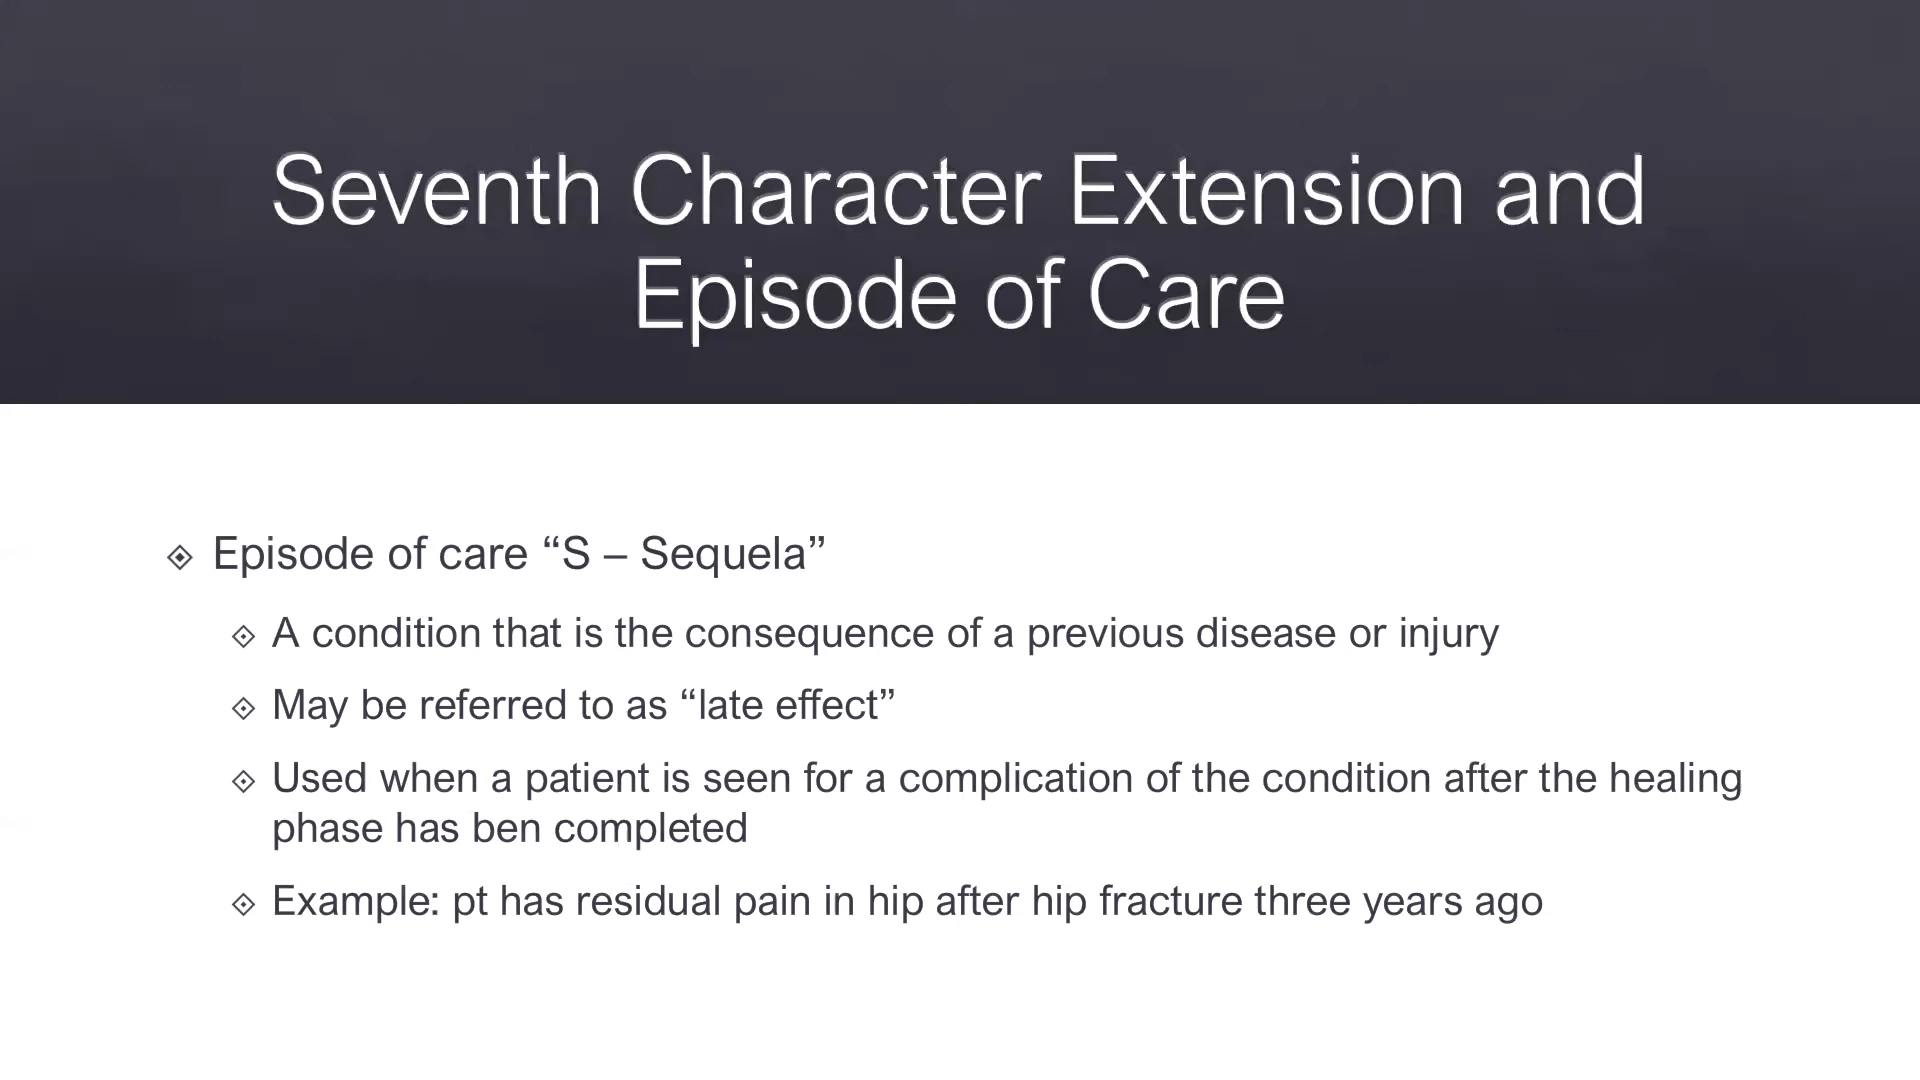 Seventh Character Extension and
Episode of Care
Episode of care “S – Sequela”
A condition that is the consequence of a previous disease or injury
May be referred to as “late effect”
Used when a patient is seen for a complication of the condition after the healing
phase has ben completed
Example: pt has residual pain in hip after hip fracture three years ago